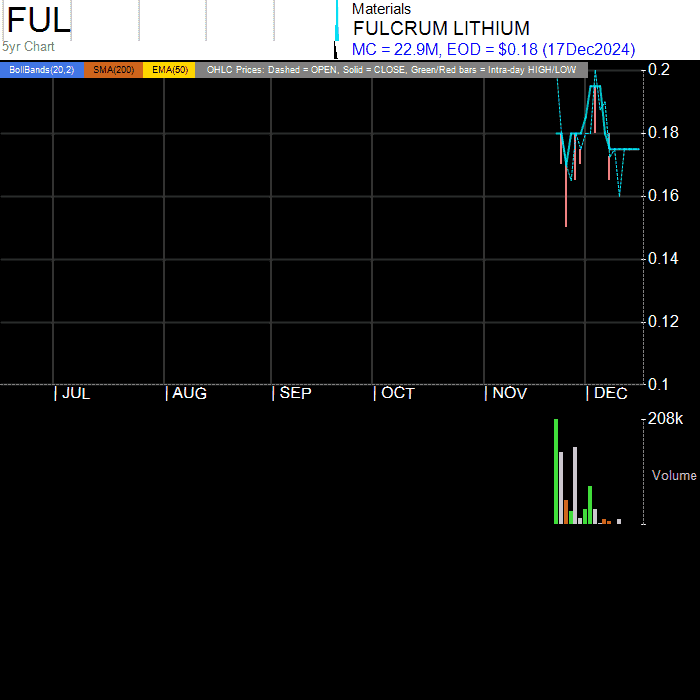 FUL
5yr Chart
Materials
FULCRUM LITHIUM
MC = 22.9M, EOD = $0.18 (17Dec2024)
BollBands(20,2) SMA(200) EMA(50) OHLC Prices: Dashed = OPEN, Solid = CLOSE, Green/Red bars = Intra-day HIGH/LOW
0.2
0.18
0.16
0.14
0.12
0.1
| JUL | AUG | SEP | OCT | NOV | DEC
208k
Volume